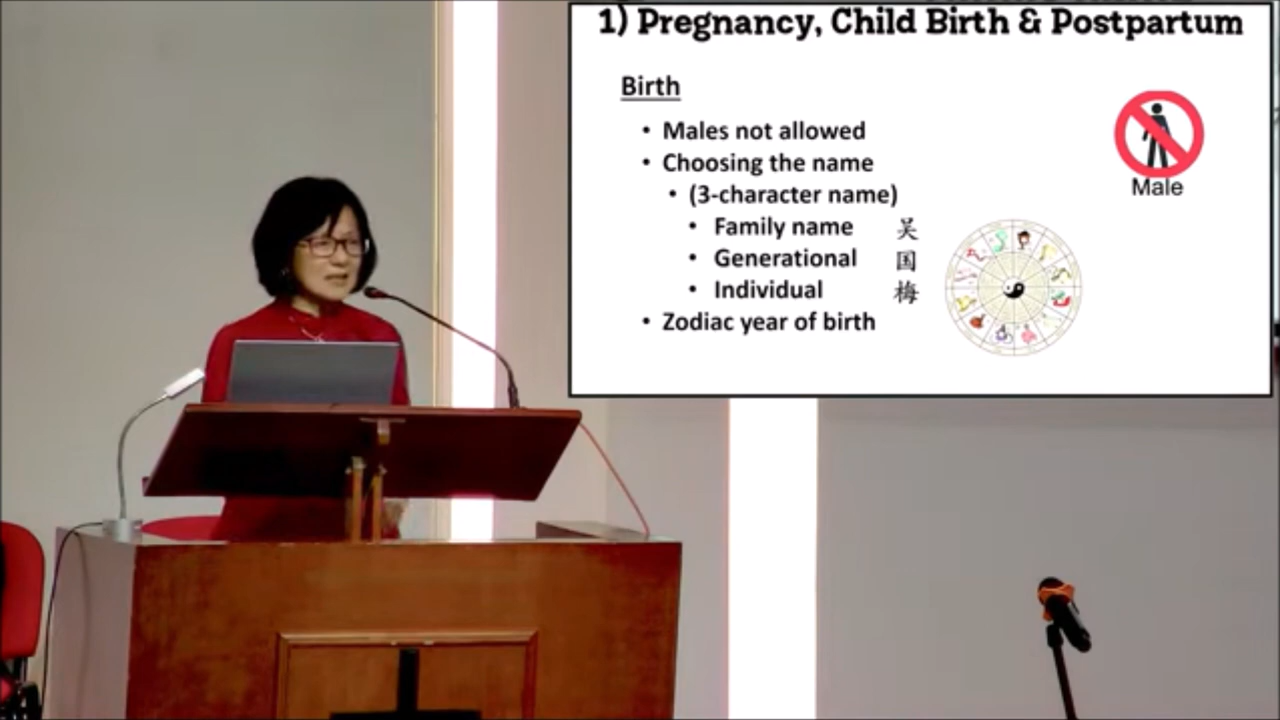 1) Pregnancy, Child Birth & Postpartum
Birth
• Males not allowed
• Choosing the name
• (3-character name)
• Family name 吴
• Generational 国
• Individual 梅
• Zodiac year of birth
Male